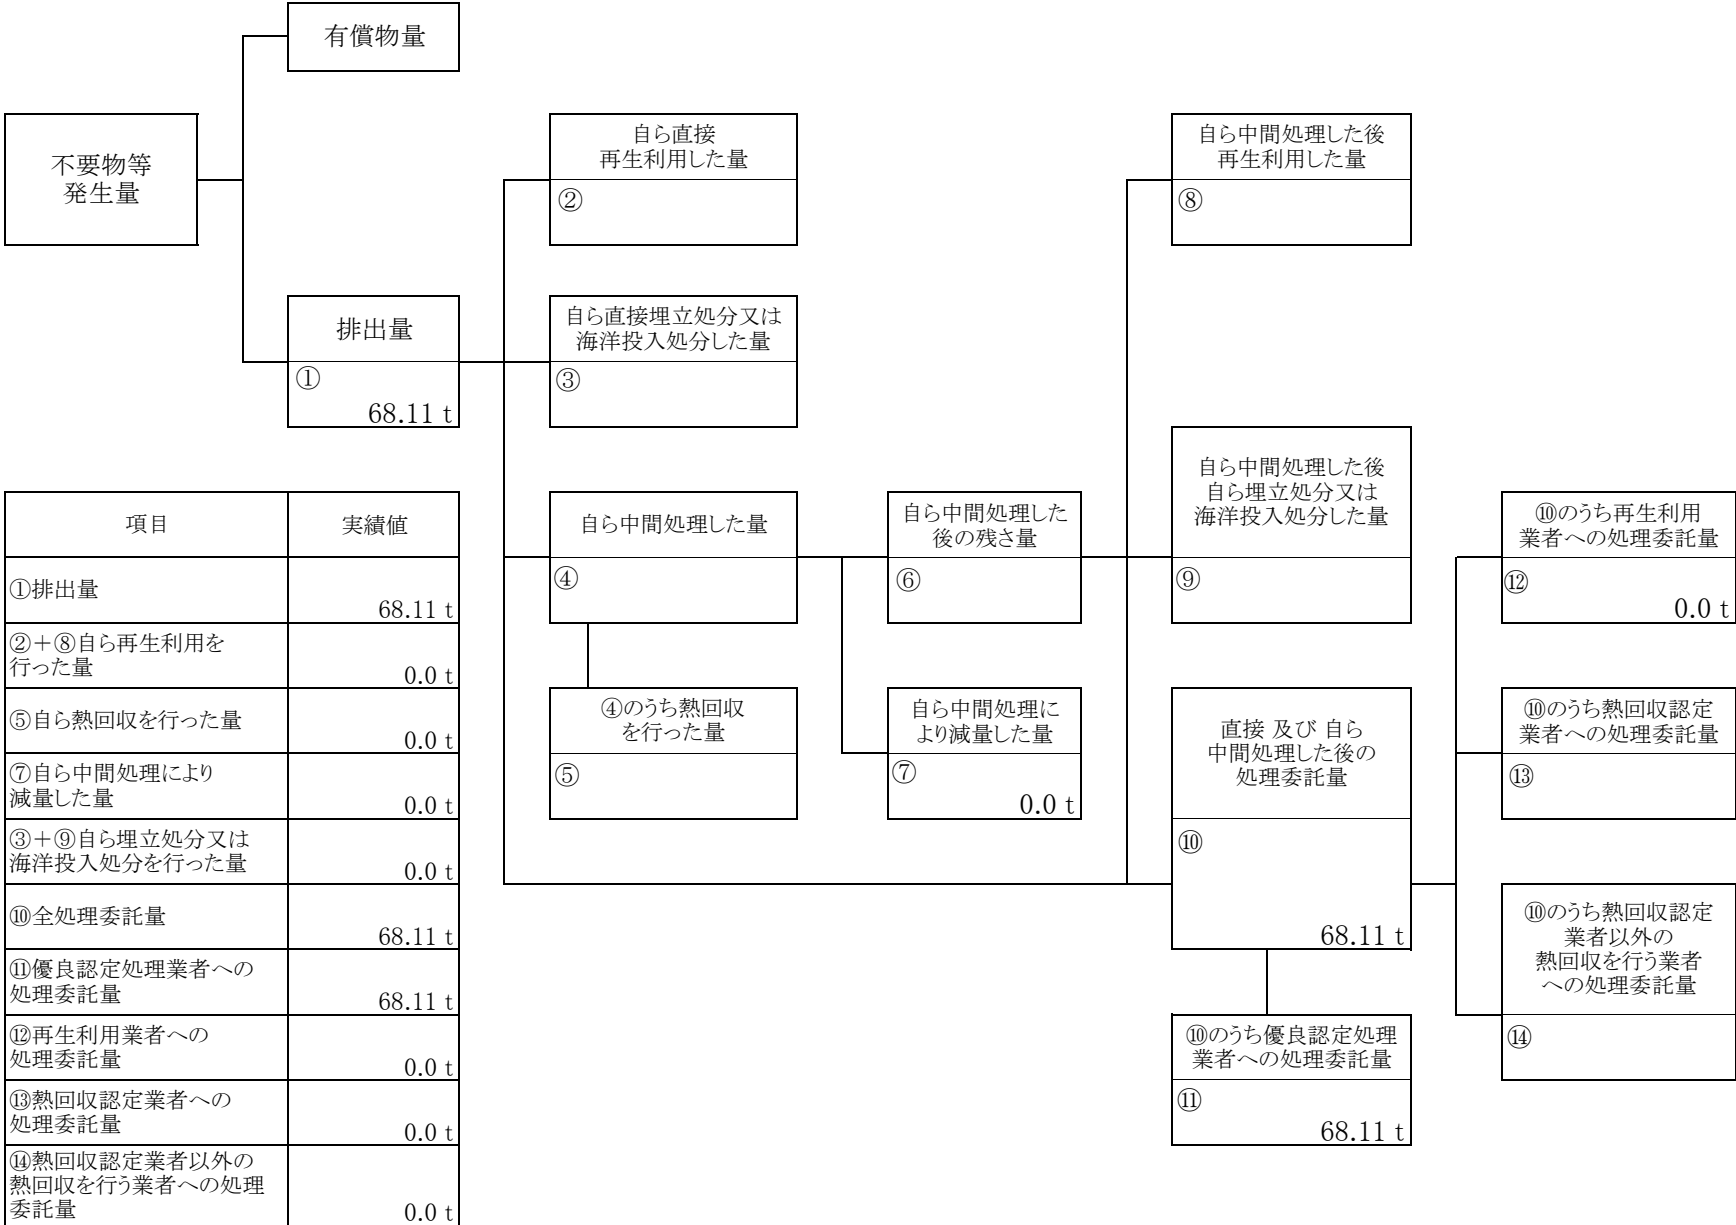 有償物量
不要物等
発生量
自ら直接
再生利用した量
②
自ら中間処理した後
再生利用した量
⑧
排出量
①
68.11 t
自ら直接埋立処分又は
海洋投入処分した量
③
自ら中間処理した量
④
自ら中間処理した
後の残さ量
⑥
自ら中間処理した後
自ら埋立処分又は
海洋投入処分した量
⑨
⑩のうち再生利用
業者への処理委託量
⑫
0.0 t
④のうち熱回収
を行った量
⑤
自ら中間処理に
より減量した量
⑦
0.0 t
直接 及び 自ら
中間処理した後の
処理委託量
⑩
68.11 t
⑩のうち熱回収認定
業者への処理委託量
⑬
⑩のうち熱回収認定
業者以外の
熱回収を行う業者
への処理委託量
⑭
⑩のうち優良認定処理
業者への処理委託量
⑪
68.11 t
項目 実績値
①排出量
68.11 t
②＋⑧自ら再生利用を
行った量
0.0 t
⑤自ら熱回収を行った量
0.0 t
⑦自ら中間処理により
減量した量
0.0 t
③＋⑨自ら埋立処分又は
海洋投入処分を行った量
0.0 t
⑩全処理委託量
68.11 t
⑪優良認定処理業者への
処理委託量
68.11 t
⑫再生利用業者への
処理委託量
0.0 t
⑬熱回収認定業者への
処理委託量
0.0 t
⑭熱回収認定業者以外の
熱回収を行う業者への処理
委託量
0.0 t